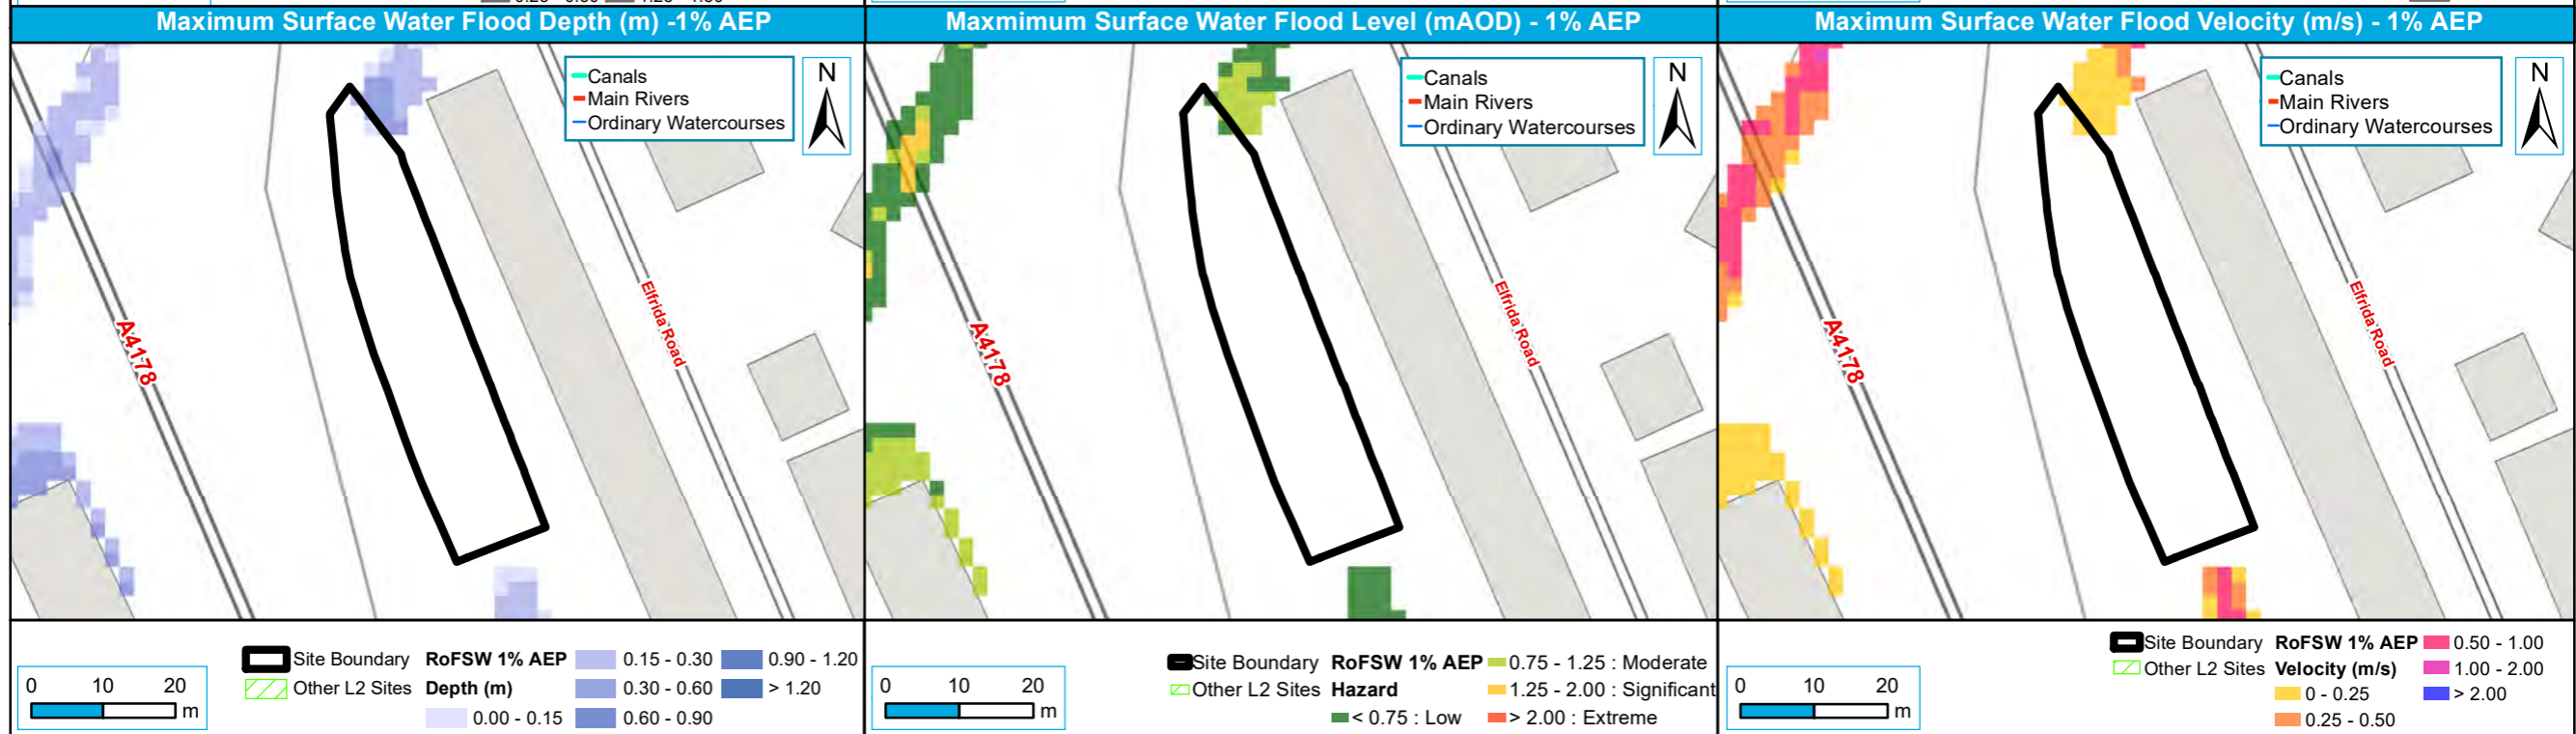 Maximum Surface Water Flood Depth (m) -1% AEP
Canals
Main Rivers
Ordinary Watercourses
N
A4178
Elfrida Road
0 10 20
m
Site Boundary
Other L2 Sites
RoFSW 1% AEP
Depth (m)
0.00 - 0.15
0.15 - 0.30
0.30 - 0.60
0.60 - 0.90
0.90 - 1.20
> 1.20
Maxmimum Surface Water Flood Level (mAOD) - 1% AEP
Canals
Main Rivers
Ordinary Watercourses
N
A4178
Elfrida Road
0 10 20
m
Site Boundary
Other L2 Sites
RoFSW 1% AEP
Hazard
< 0.75 : Low
0.75 - 1.25 : Moderate
1.25 - 2.00 : Significant
> 2.00 : Extreme
Maximum Surface Water Flood Velocity (m/s) - 1% AEP
Canals
Main Rivers
Ordinary Watercourses
N
A4178
Elfrida Road
0 10 20
m
Site Boundary
Other L2 Sites
RoFSW 1% AEP
Velocity (m/s)
0 - 0.25
0.25 - 0.50
0.50 - 1.00
1.00 - 2.00
> 2.00